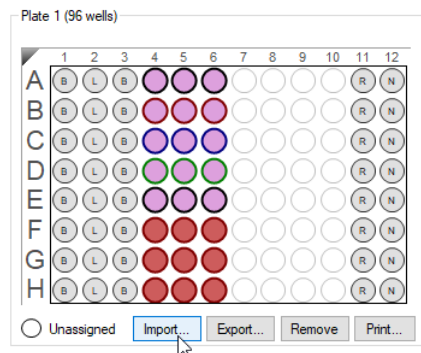 Plate 1 (96 wells)
1 2 3 4 5 6 7 8 9 10 11 12
A B L B R N
B B L B R N
C B L B R N
D B L B R N
E B L B R N
F B L B R N
G B L B R N
H B L B R N
Unassigned Import... Export... Remove Print...